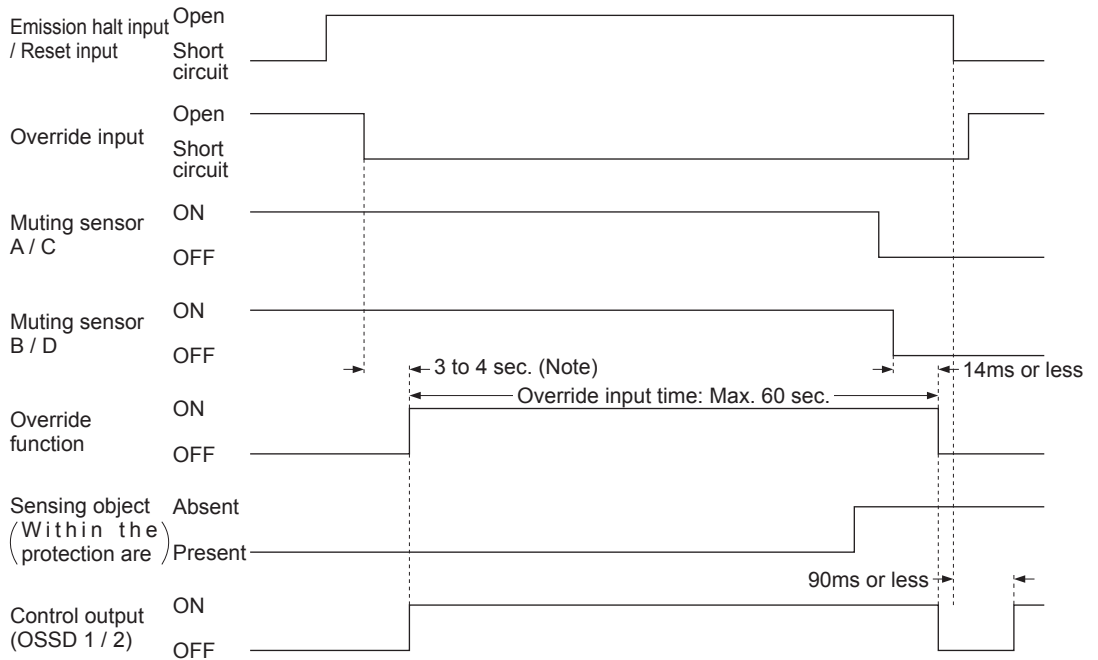 Emission halt input
/ Reset input
Open
Short
circuit
Override input
Open
Short
circuit
Muting sensor
A / C
ON
OFF
Muting sensor
B / D
ON
OFF
3 to 4 sec. (Note)
14ms or less
Override input time: Max. 60 sec.
Override
function
ON
OFF
Sensing object
(Within the
protection are)
Absent
Present
90ms or less
Control output
(OSSD 1 / 2)
ON
OFF